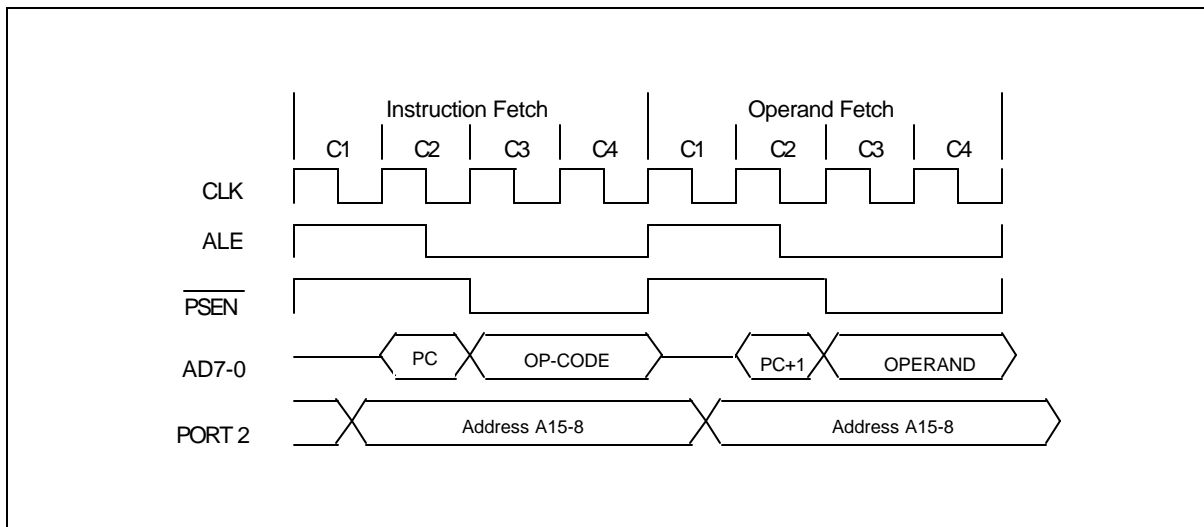 Instruction Fetch Operand Fetch
C1 C2 C3 C4 C1 C2 C3 C4
CLK
ALE
PSEN
AD7-0 PC OP-CODE PC+1 OPERAND
PORT 2 Address A15-8 Address A15-8